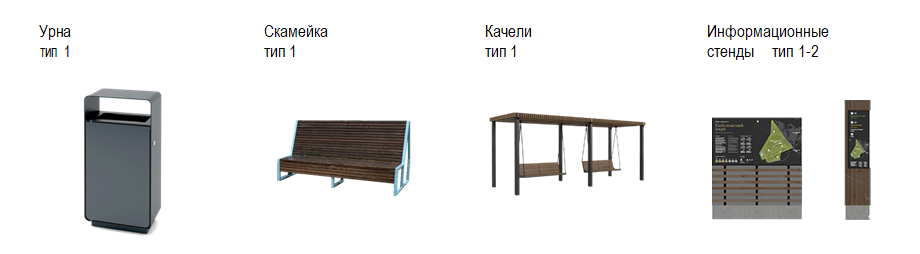 Урна
тип 1
Скамейка
тип 1
Качели
тип 1
Информационные
стенды тип 1-2